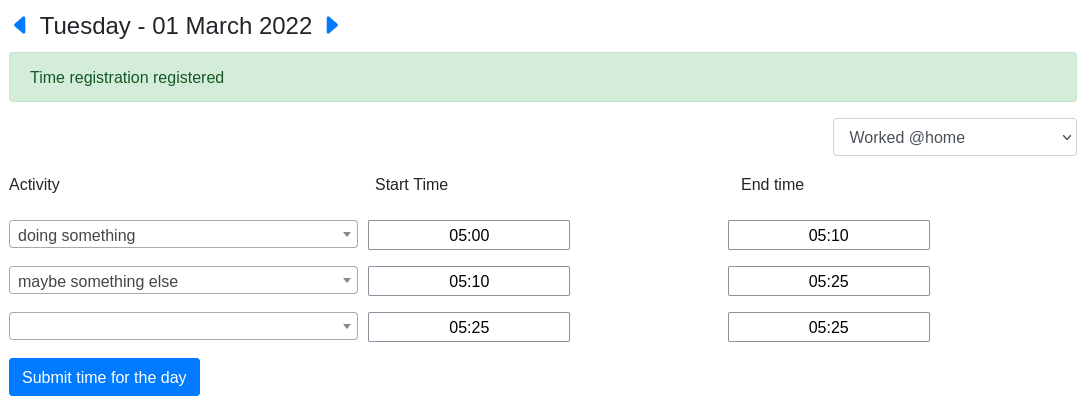 Tuesday - 01 March 2022
Time registration registered
Worked @home
Activity Start Time End time
doing something 05:00 05:10
maybe something else 05:10 05:25
05:25 05:25
Submit time for the day